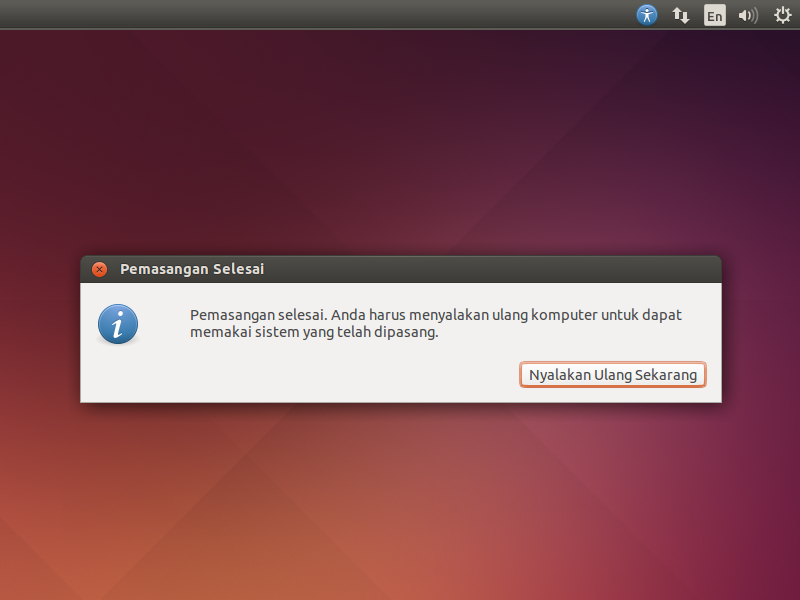 En
Pemasangan Selesai
Pemasangan selesai. Anda harus menyalakan ulang komputer untuk dapat
memakai sistem yang telah dipasang.
Nyalakan Ulang Sekarang